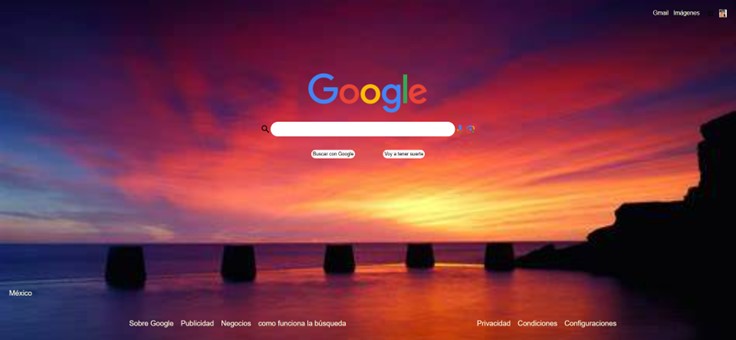 Gmail Imágenes
Google
Buscar con Google Voy a tener suerte
México
Sobre Google Publicidad Negocios como funciona la búsqueda Privacidad Condiciones Configuraciones